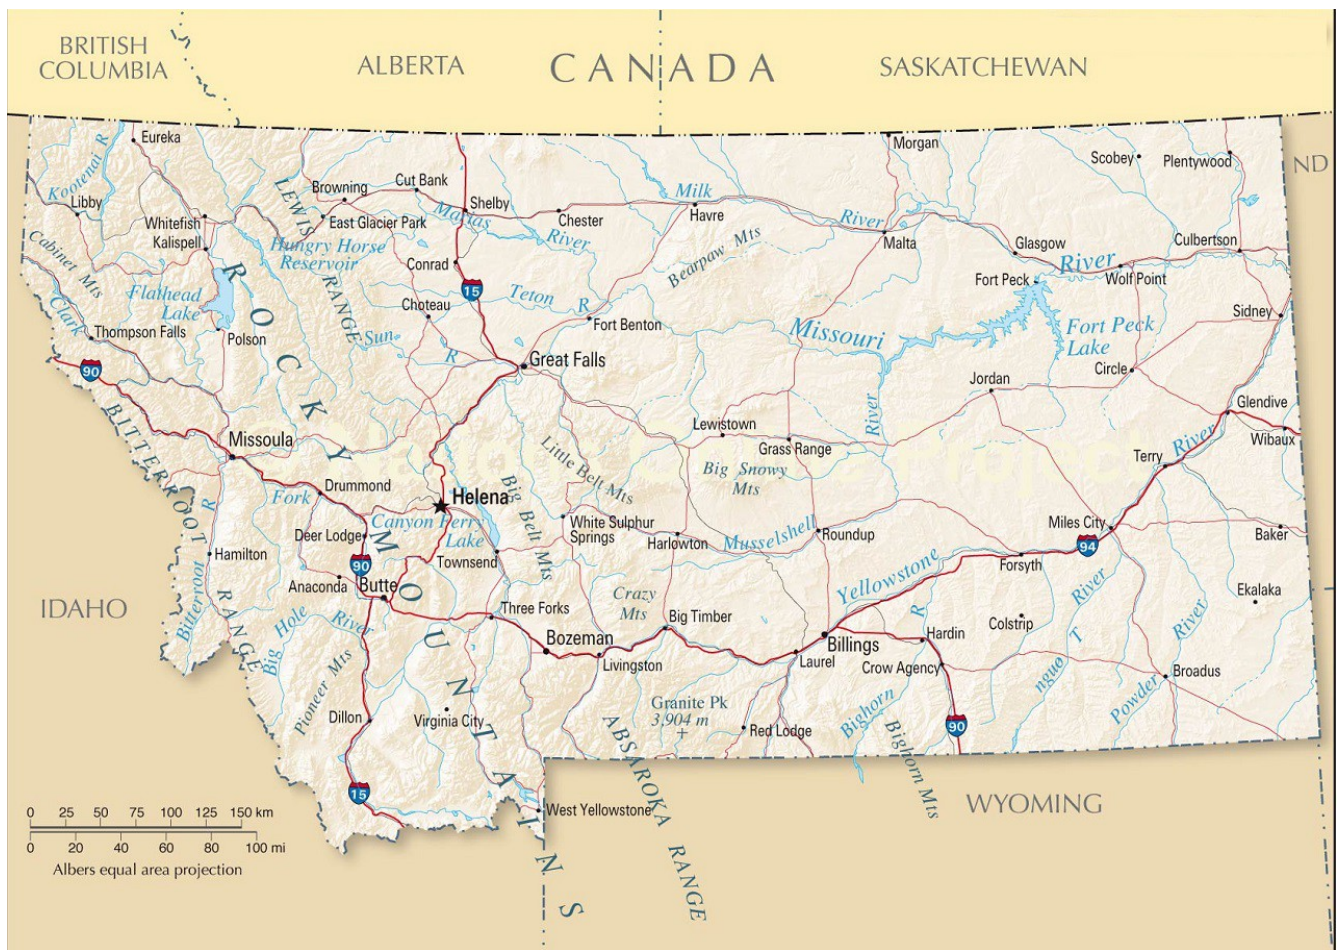 BRITISH
COLUMBIA
ALBERTA
CANADA
SASKATCHEWAN
ND
IDAHO
WYOMING
Eureka
Kootenai R
Libby
Whitefish
Kalispell
Cabinet Mts
Clark
Thompson Falls
Flathead
Lake
Polson
Hungry Horse
Reservoir
LEWIS
RANGE
Browning
Cut Bank
East Glacier Park
Shelby
Marias
River
Chester
Milk
River
Havre
Morgan
Malta
Scobey
Plentywood
Glasgow
River
Culbertson
Fort Peck
Wolf Point
Conrad
15
Choteau
Teton R
Fort Benton
Bearpaw Mts
Missouri
River
Fort Peck
Lake
Sidney
Sun
R
Great Falls
Circle
Jordan
Glendive
Wibaux
90
ROCKY
MOUNTAINS
BITTERROOT
RANGE
Missoula
Lewistown
Grass Range
Big Snowy
Mts
Little Belt Mts
Big Belt Mts
River
Terry
Drummond
Fork
Helena
Canyon Ferry
Lake
Deer Lodge
90
White Sulphur
Springs
Harlowton
Musselshell
Roundup
Miles City
94
Baker
Hamilton
Bitterroot
R
Townsend
Anaconda
Butte
Yellowstone
R
Forsyth
Ekalaka
Crazy
Mts
Three Forks
Big Timber
Colstrip
nguo T
River
Powder
River
Big Hole
River
Bozeman
Livingston
Billings
Laurel
Hardin
Crow Agency
Broadus
Pioneer Mts
Dillon
Virginia City
Granite Pk
3,904 m
Red Lodge
Bighorn
Bighorn Mts
90
15
West Yellowstone
ABSAROKA
RANGE
0 25 50 75 100 125 150 km
0 20 40 60 80 100 mi
Albers equal area projection